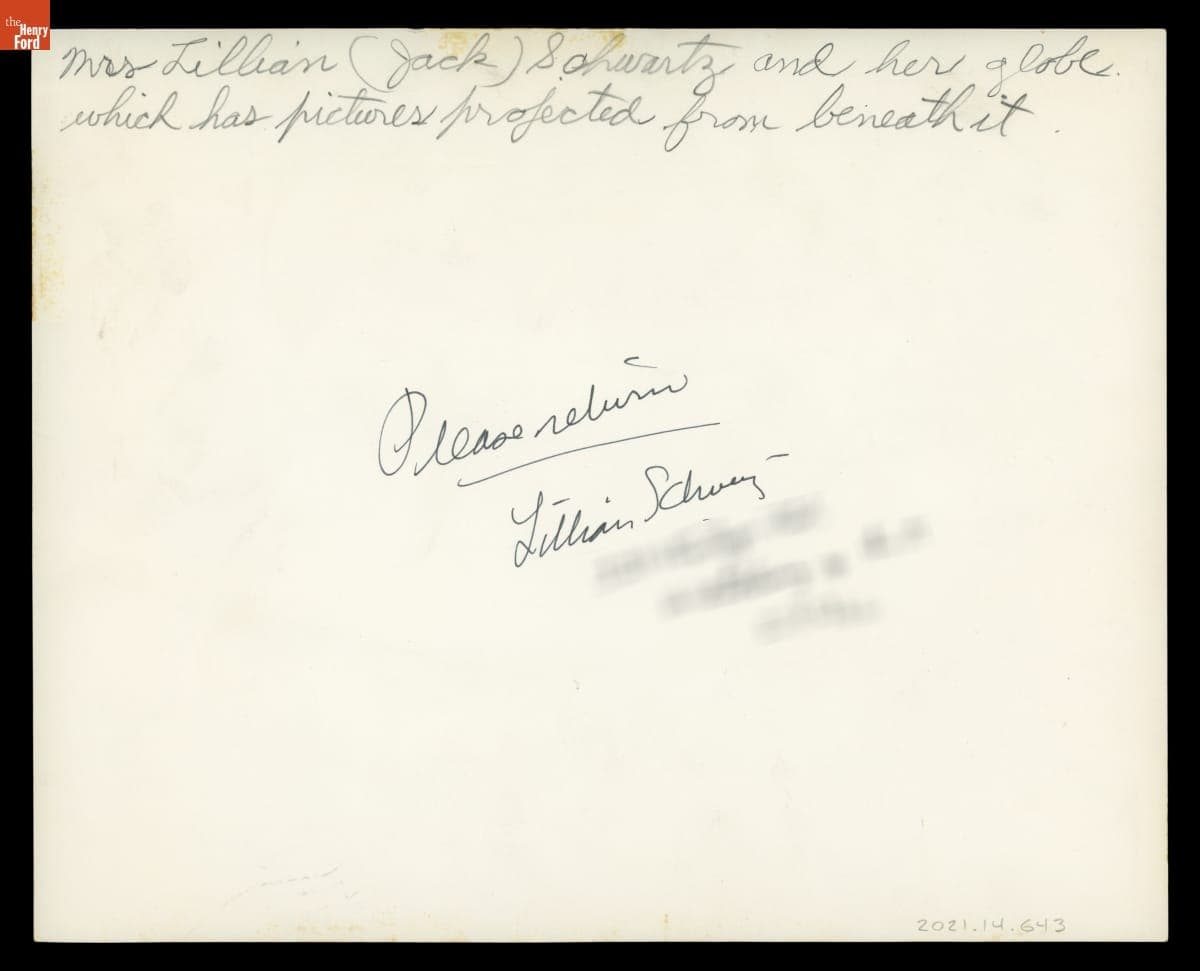 the
Henry
Ford
Mrs Lillian (Jack) Schwartz and her globe.
which has pictures projected from beneath it.
Please return
Lillian Schwartz
2021.14.643